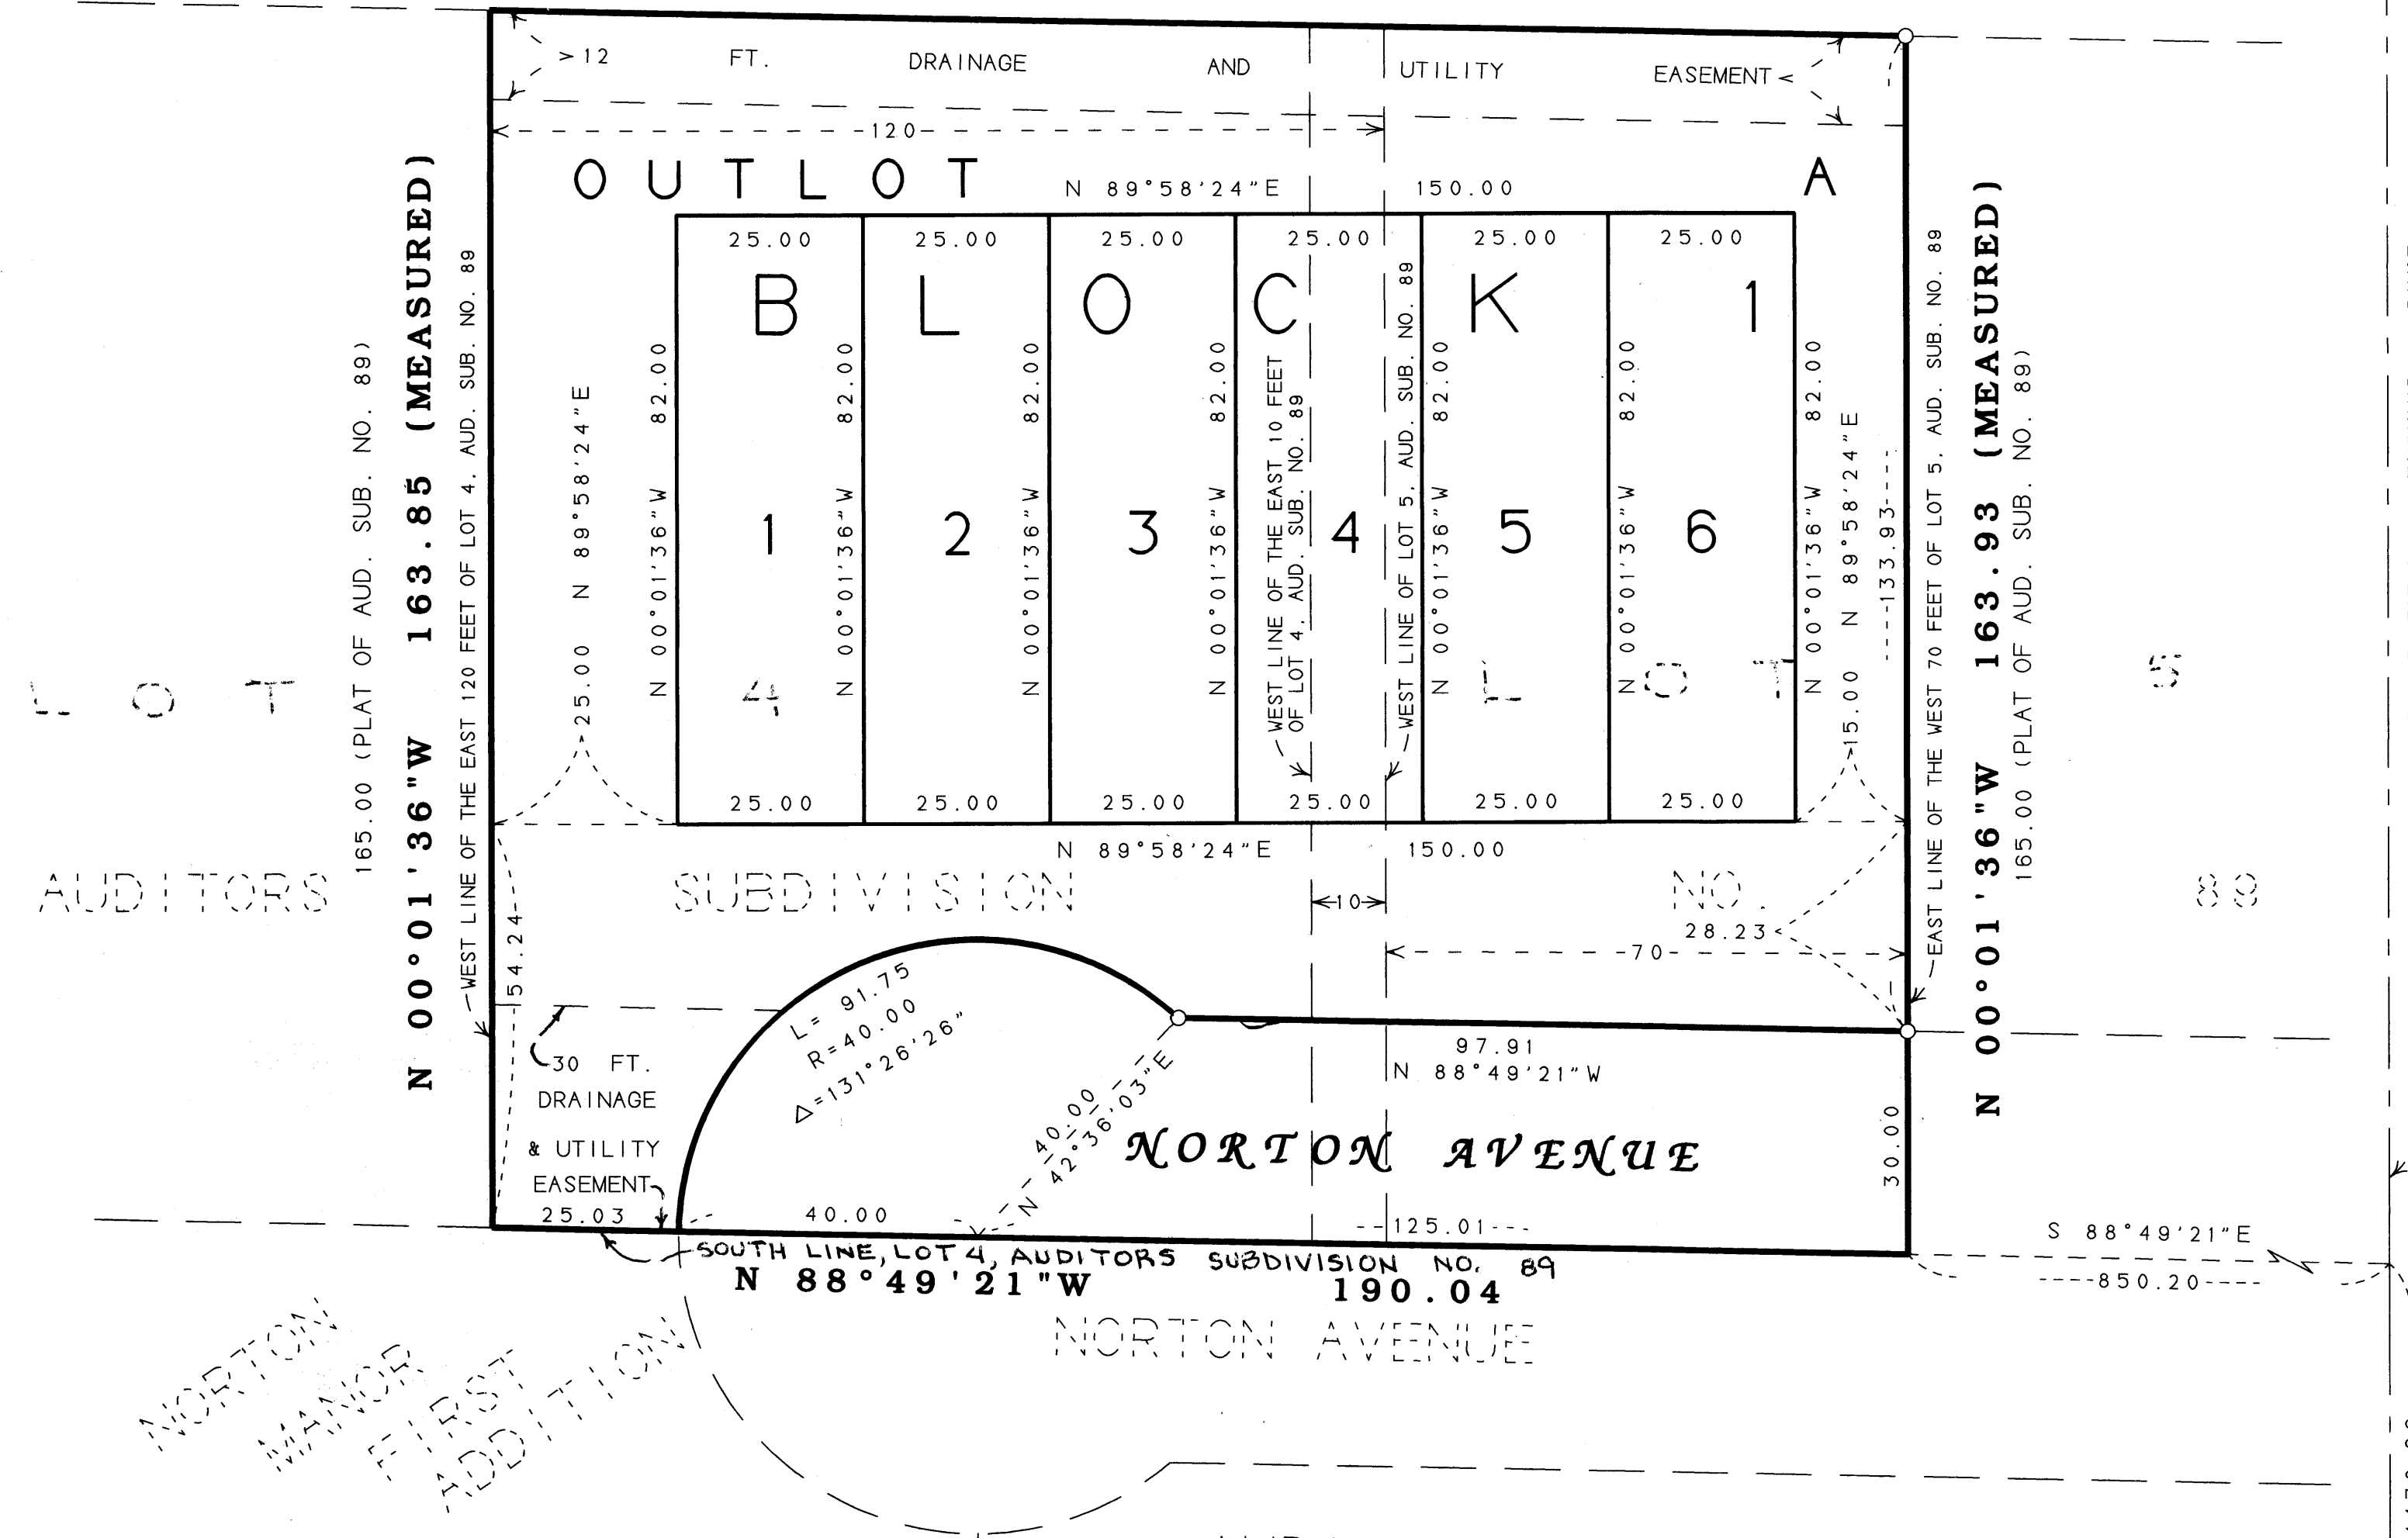 >12 FT. DRAINAGE AND UTILITY EASEMENT<
120
OUTLOT A
N 89°58'24"E 150.00
25.00 25.00 25.00 25.00 25.00 25.00
BLOCK 1
165.00 (PLAT OF AUD. SUB. NO. 89)
N 00°01'36"W 163.85 (MEASURED)
WEST LINE OF THE EAST 120 FEET OF LOT 4, AUD. SUB. NO. 89
25.00 N 89°58'24"E
N 00°01'36"W 82.00
N 00°01'36"W 82.00
N 00°01'36"W 82.00
N 00°01'36"W 82.00
WEST LINE OF THE EAST 10 FEET
OF LOT 4, AUD. SUB. NO. 89
WEST LINE OF LOT 5, AUD. SUB. NO. 89
N 00°01'36"W 82.00
N 00°01'36"W 82.00
N 00°01'36"W 82.00
15.00 N 89°58'24"E
133.93
EAST LINE OF THE WEST 70 FEET OF LOT 5, AUD. SUB. NO. 89
N 00°01'36"W 163.93 (MEASURED)
165.00 (PLAT OF AUD. SUB. NO. 89)
1 2 3 4 5 6
LOT 4 LOT 5
25.00 25.00 25.00 25.00 25.00 25.00
N 89°58'24"E 150.00
AUDITORS SUBDIVISION NO. 89
10
28.23
70
54.24
L= 91.75
R=40.00
Δ=131°26'26"
30 FT.
DRAINAGE
& UTILITY
EASEMENT
40.00
N 42°36'03"E
97.91
N 88°49'21"W
NORTON AVENUE
30.00
25.03 40.00 125.01
S 88°49'21"E
850.20
SOUTH LINE, LOT 4, AUDITORS SUBDIVISION NO. 89
N 88°49'21"W 190.04
NORTON AVENUE
NORTON
MANOR
FIRST
ADDITION